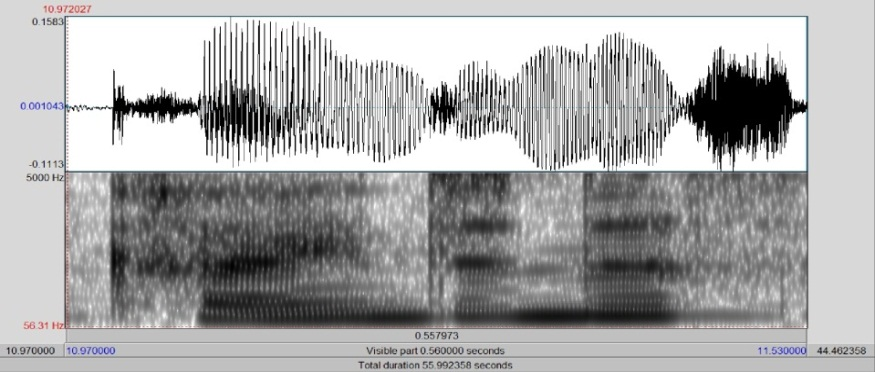 10.972027
0.1583
0.001043
-0.1113
5000 Hz
56.31 Hz
0.557973
10.970000 10.970000 Visible part 0.560000 seconds 11.530000 44.462358
Total duration 55.992358 seconds